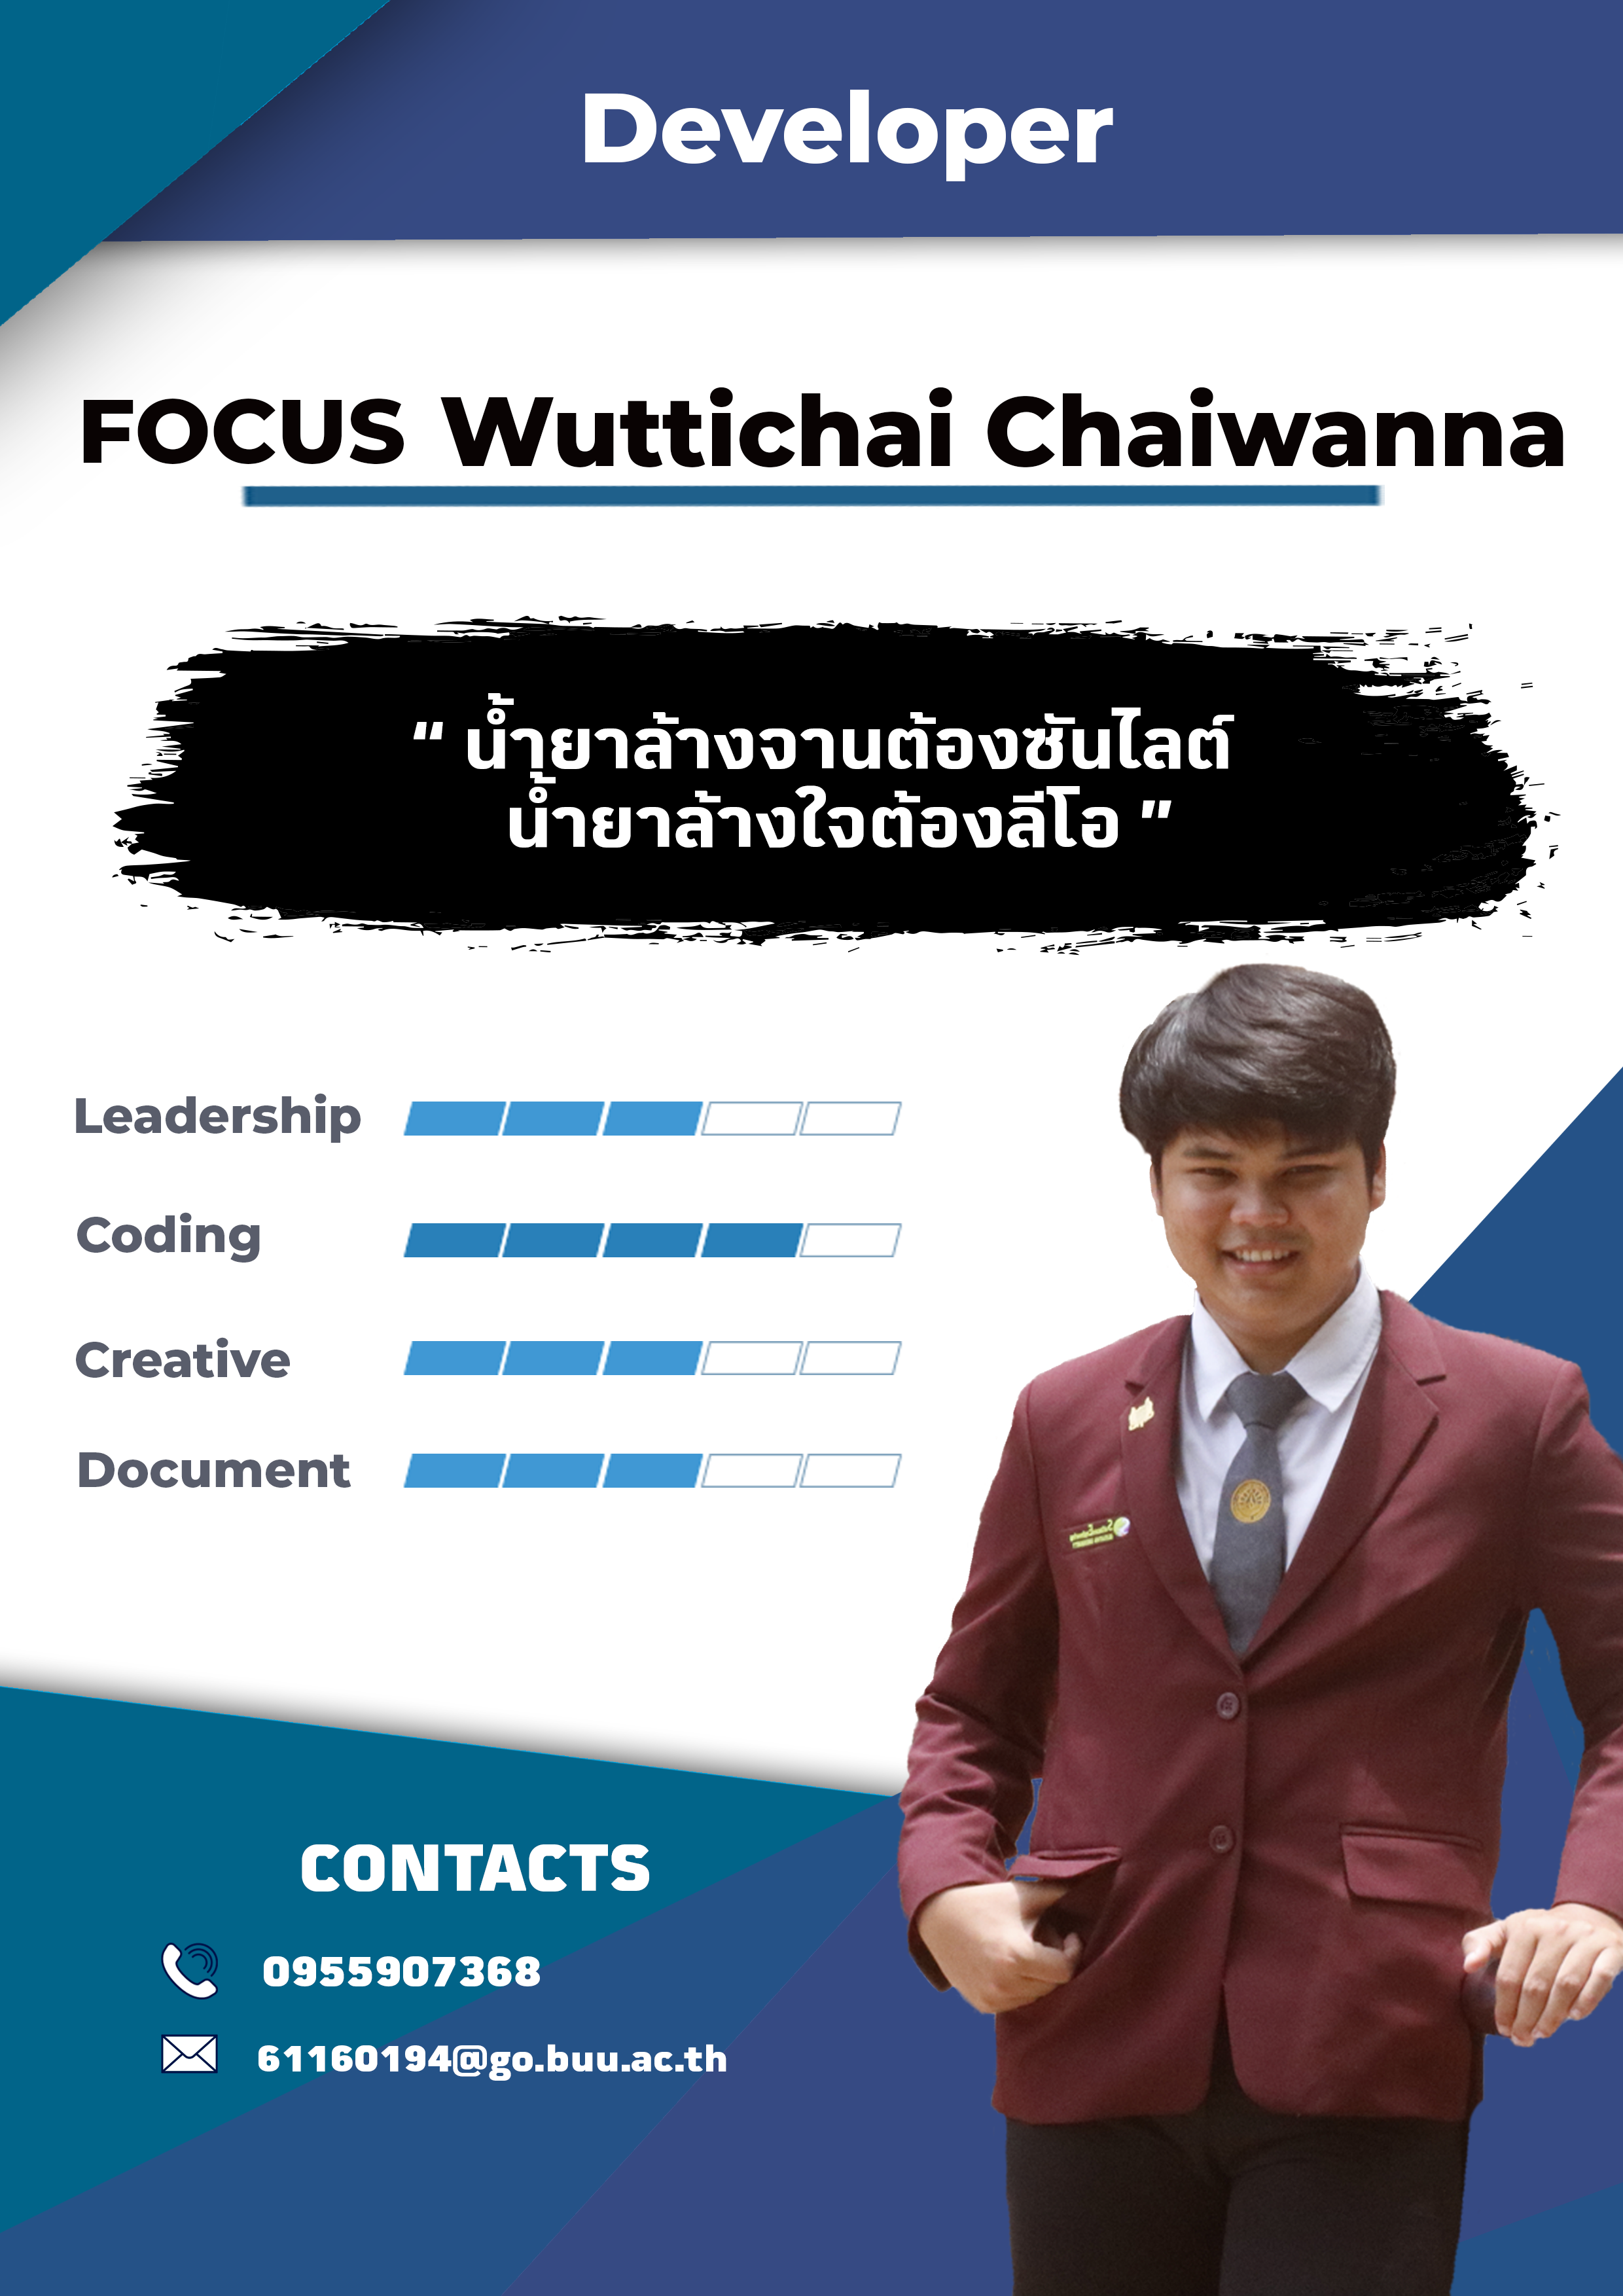 Developer
FOCUS Wuttichai Chaiwanna
“ น้ำยาล้างจานต้องซันไลต์
น้ำยาล้างใจต้องลีโอ ”
Leadership
Coding
Creative
Document
CONTACTS
0955907368
61160194@go.buu.ac.th